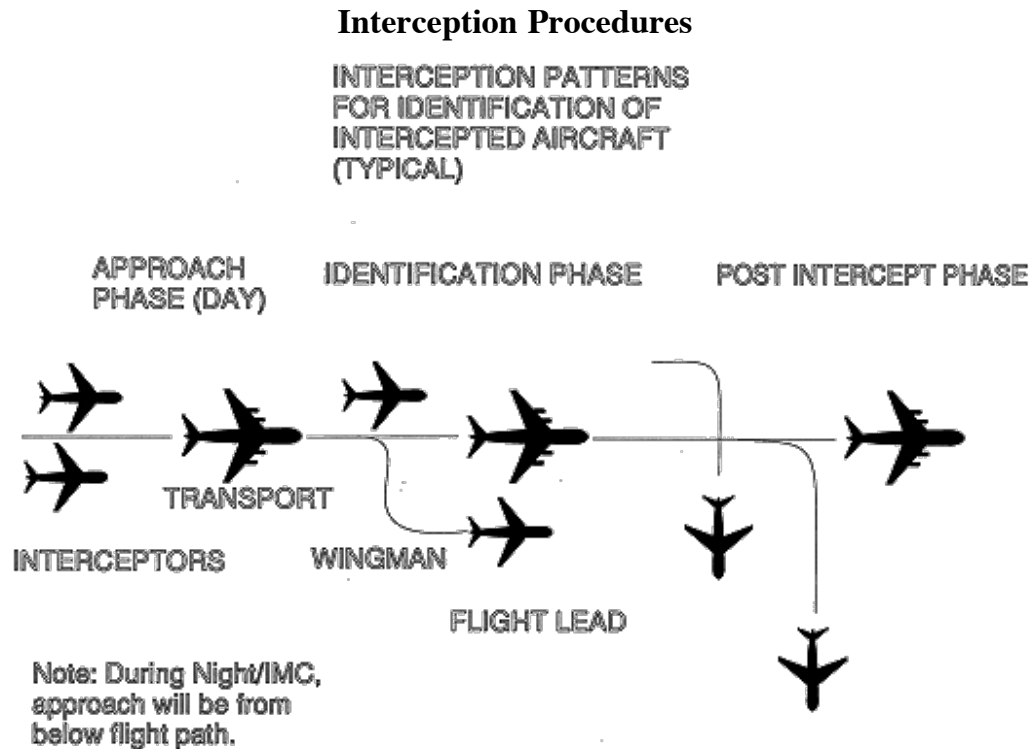 Interception Procedures
INTERCEPTION PATTERNS
FOR IDENTIFICATION OF
INTERCEPTED AIRCRAFT
(TYPICAL)
APPROACH
PHASE (DAY)
IDENTIFICATION PHASE
POST INTERCEPT PHASE
TRANSPORT
INTERCEPTORS
WINGMAN
FLIGHT LEAD
Note: During Night/IMC,
approach will be from
below flight path.